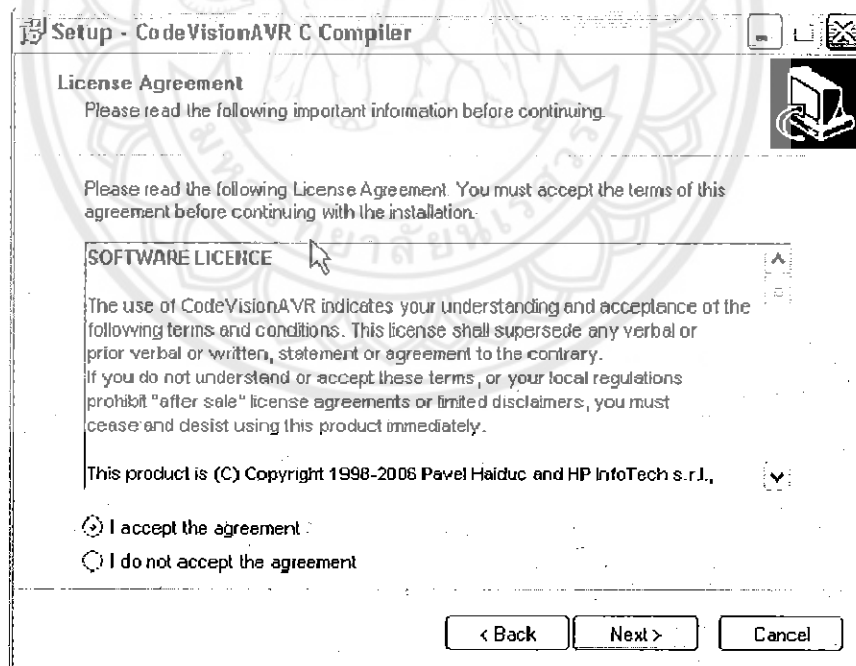 Setup - CodeVisionAVR C Compiler
License Agreement
Please read the following important information before continuing.
Please read the following License Agreement. You must accept the terms of this
agreement before continuing with the installation.
SOFTWARE LICENCE
The use of CodeVisionAVR indicates your understanding and acceptance of the
following terms and conditions. This license shall supersede any verbal or
prior verbal or written, statement or agreement to the contrary.
If you do not understand or accept these terms, or your local regulations
prohibit "after sale" license agreements or limited disclaimers, you must
cease and desist using this product immediately.
This product is (C) Copyright 1998-2006 Pavel Haiduc and HP InfoTech s.r.l.,
I accept the agreement
I do not accept the agreement
< Back Next > Cancel